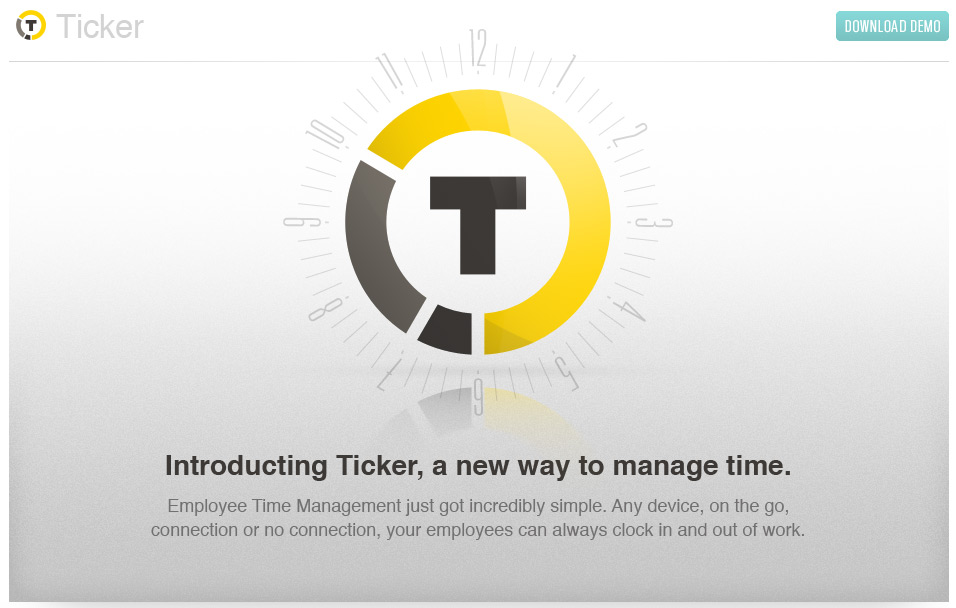 T Ticker
DOWNLOAD DEMO
12
1
2
3
4
5
6
7
8
9
10
11
T
Introducting Ticker, a new way to manage time.
Employee Time Management just got incredibly simple. Any device, on the go,
connection or no connection, your employees can always clock in and out of work.